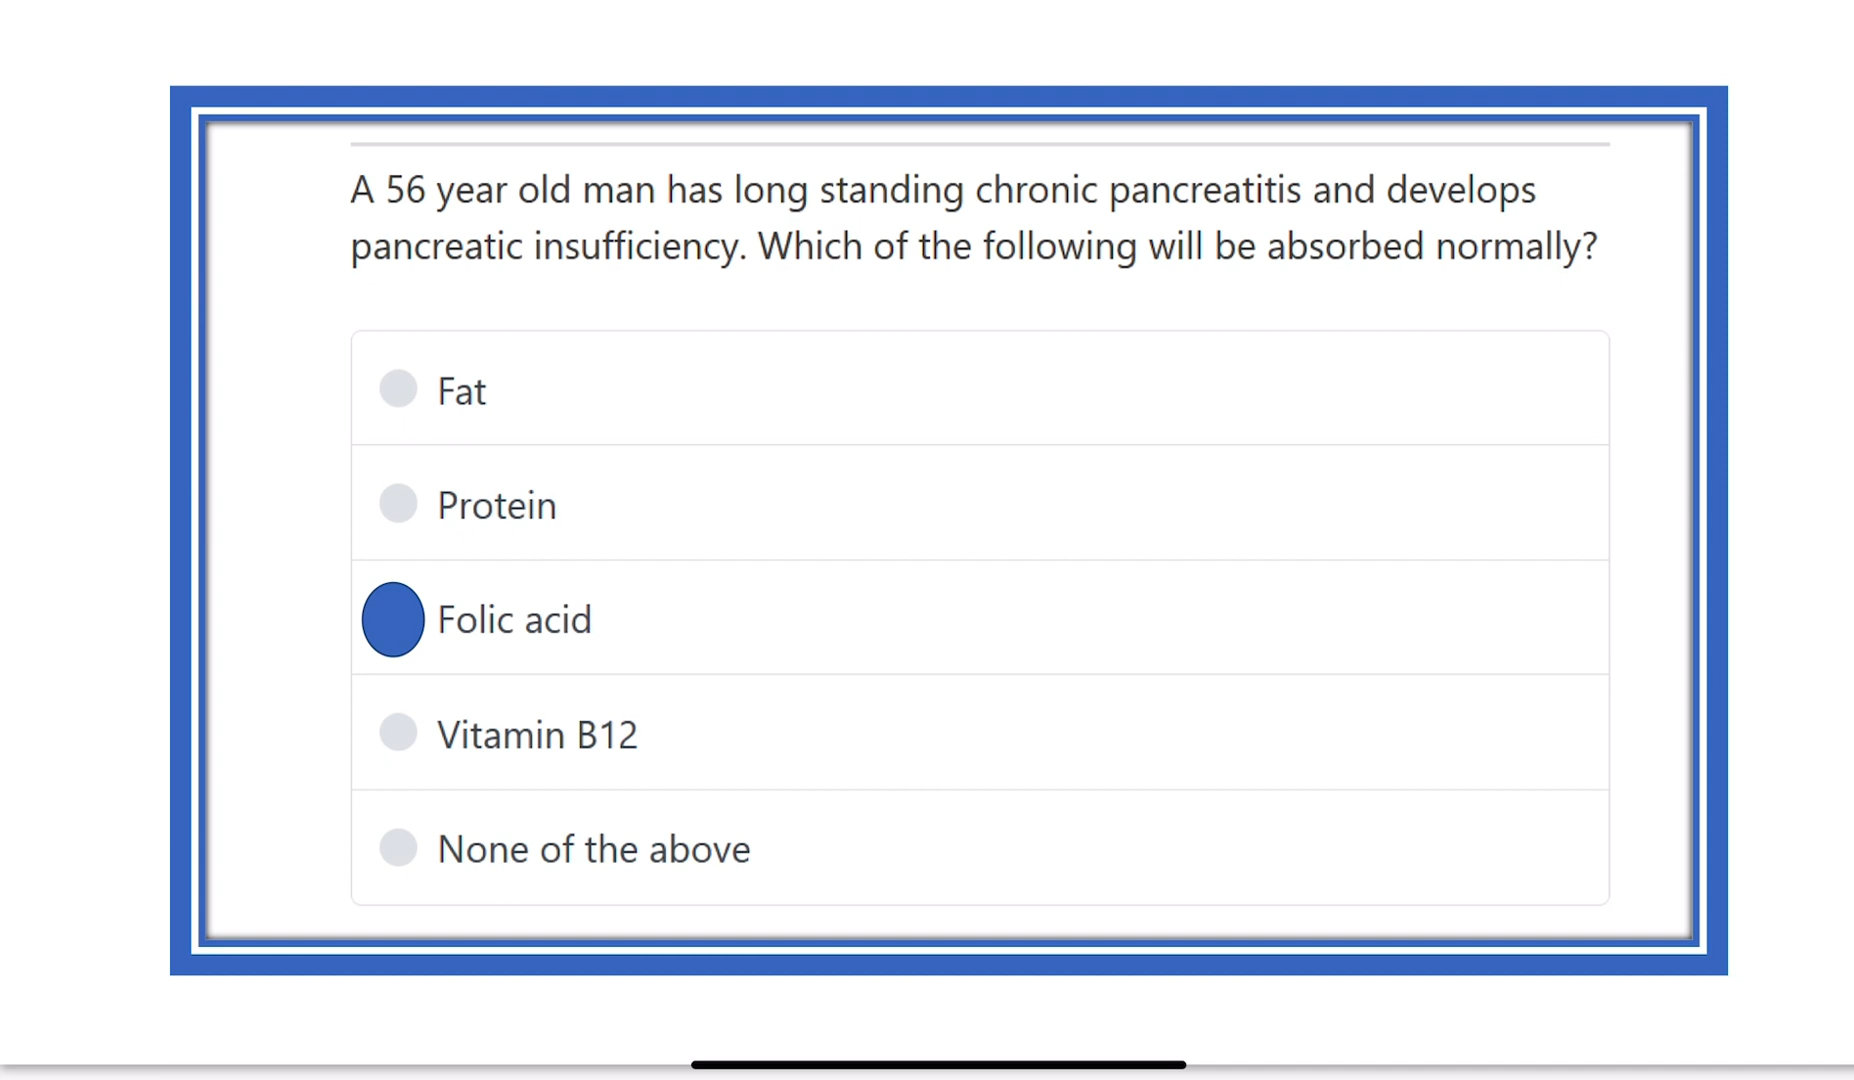 A 56 year old man has long standing chronic pancreatitis and develops
pancreatic insufficiency. Which of the following will be absorbed normally?
Fat
Protein
Folic acid
Vitamin B12
None of the above